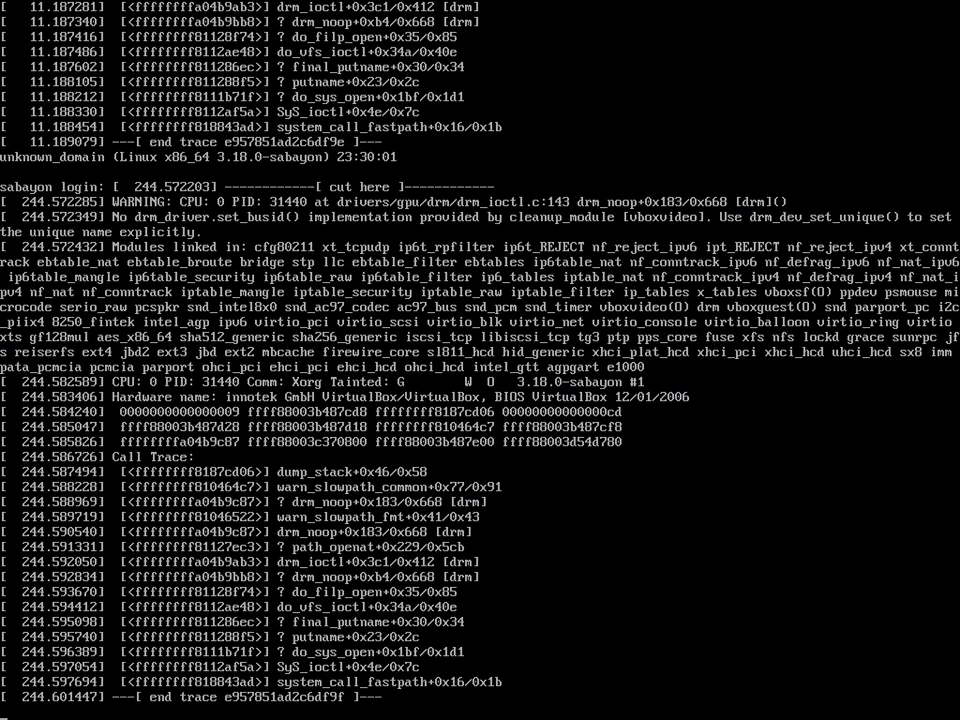 [   11.187281]  [<ffffffffa04b9ab3>] drm_ioctl+0x3c1/0x412 [drm]
[   11.187340]  [<ffffffffa04b9bb8>] ? drm_noop+0xb4/0x668 [drm]
[   11.187416]  [<ffffffff81128f74>] ? do_filp_open+0x35/0x85
[   11.187486]  [<ffffffff8112ae48>] do_vfs_ioctl+0x34a/0x40e
[   11.187602]  [<ffffffff811286ec>] ? final_putname+0x30/0x34
[   11.188105]  [<ffffffff811288f5>] ? putname+0x23/0x2c
[   11.188212]  [<ffffffff8111b71f>] ? do_sys_open+0x1bf/0x1d1
[   11.188330]  [<ffffffff8112af5a>] SyS_ioctl+0x4e/0x7c
[   11.188454]  [<ffffffff818843ad>] system_call_fastpath+0x16/0x1b
[   11.189079] ---[ end trace e957851ad2c6df9e ]---
unknown_domain (Linux x86_64 3.18.0-sabayon) 23:30:01
sabayon login: [  244.572203] ------------[ cut here ]------------
[  244.572285] WARNING: CPU: 0 PID: 31440 at drivers/gpu/drm/drm_ioctl.c:143 drm_noop+0x183/0x668 [drm]()
[  244.572349] No drm_driver.set_busid() implementation provided by cleanup_module [vboxvideo]. Use drm_dev_set_unique() to set
the unique name explicitly.
[  244.572432] Modules linked in: cfg80211 xt_tcpudp ip6t_rpfilter ip6t_REJECT nf_reject_ipv6 ipt_REJECT nf_reject_ipv4 xt_connt
rack ebtable_nat ebtable_broute bridge stp llc ebtable_filter ebtables ip6table_nat nf_conntrack_ipv6 nf_defrag_ipv6 nf_nat_ipv6
 ip6table_mangle ip6table_security ip6table_raw ip6table_filter ip6_tables iptable_nat nf_conntrack_ipv4 nf_defrag_ipv4 nf_nat_i
pv4 nf_nat nf_conntrack iptable_mangle iptable_security iptable_raw iptable_filter ip_tables x_tables vboxsf(O) ppdev psmouse mi
crocode serio_raw pcspkr snd_intel8x0 snd_ac97_codec ac97_bus snd_pcm snd_timer vboxvideo(O) drm vboxguest(O) snd parport_pc i2c
_piix4 8250_fintek intel_agp ipv6 virtio_pci virtio_scsi virtio_blk virtio_net virtio_console virtio_balloon virtio_ring virtio
xts gf128mul aes_x86_64 sha512_generic sha256_generic iscsi_tcp libiscsi_tcp tg3 ptp pps_core fuse xfs nfs lockd grace sunrpc jf
s reiserfs ext4 jbd2 ext3 jbd ext2 mbcache firewire_core sl811_hcd hid_generic xhci_plat_hcd xhci_pci xhci_hcd uhci_hcd sx8 imm
pata_pcmcia pcmcia parport ohci_pci ehci_pci ehci_hcd ohci_hcd intel_gtt agpgart e1000
[  244.582589] CPU: 0 PID: 31440 Comm: Xorg Tainted: G        W  O   3.18.0-sabayon #1
[  244.583406] Hardware name: innotek GmbH VirtualBox/VirtualBox, BIOS VirtualBox 12/01/2006
[  244.584240]  0000000000000009 ffff88003b487cd8 ffffffff8187cd06 00000000000000cd
[  244.585047]  ffff88003b487d28 ffff88003b487d18 ffffffff810464c7 ffff88003b487cf8
[  244.585826]  ffffffffa04b9c87 ffff88003c370800 ffff88003b487e00 ffff88003d54d780
[  244.586726] Call Trace:
[  244.587494]  [<ffffffff8187cd06>] dump_stack+0x46/0x58
[  244.588228]  [<ffffffff810464c7>] warn_slowpath_common+0x77/0x91
[  244.588969]  [<ffffffffa04b9c87>] ? drm_noop+0x183/0x668 [drm]
[  244.589719]  [<ffffffff81046522>] warn_slowpath_fmt+0x41/0x43
[  244.590540]  [<ffffffffa04b9c87>] drm_noop+0x183/0x668 [drm]
[  244.591331]  [<ffffffff81127ec3>] ? path_openat+0x229/0x5cb
[  244.592050]  [<ffffffffa04b9ab3>] drm_ioctl+0x3c1/0x412 [drm]
[  244.592834]  [<ffffffffa04b9bb8>] ? drm_noop+0xb4/0x668 [drm]
[  244.593670]  [<ffffffff81128f74>] ? do_filp_open+0x35/0x85
[  244.594412]  [<ffffffff8112ae48>] do_vfs_ioctl+0x34a/0x40e
[  244.595098]  [<ffffffff811286ec>] ? final_putname+0x30/0x34
[  244.595740]  [<ffffffff811288f5>] ? putname+0x23/0x2c
[  244.596389]  [<ffffffff8111b71f>] ? do_sys_open+0x1bf/0x1d1
[  244.597054]  [<ffffffff8112af5a>] SyS_ioctl+0x4e/0x7c
[  244.597694]  [<ffffffff818843ad>] system_call_fastpath+0x16/0x1b
[  244.601447] ---[ end trace e957851ad2c6df9f ]---